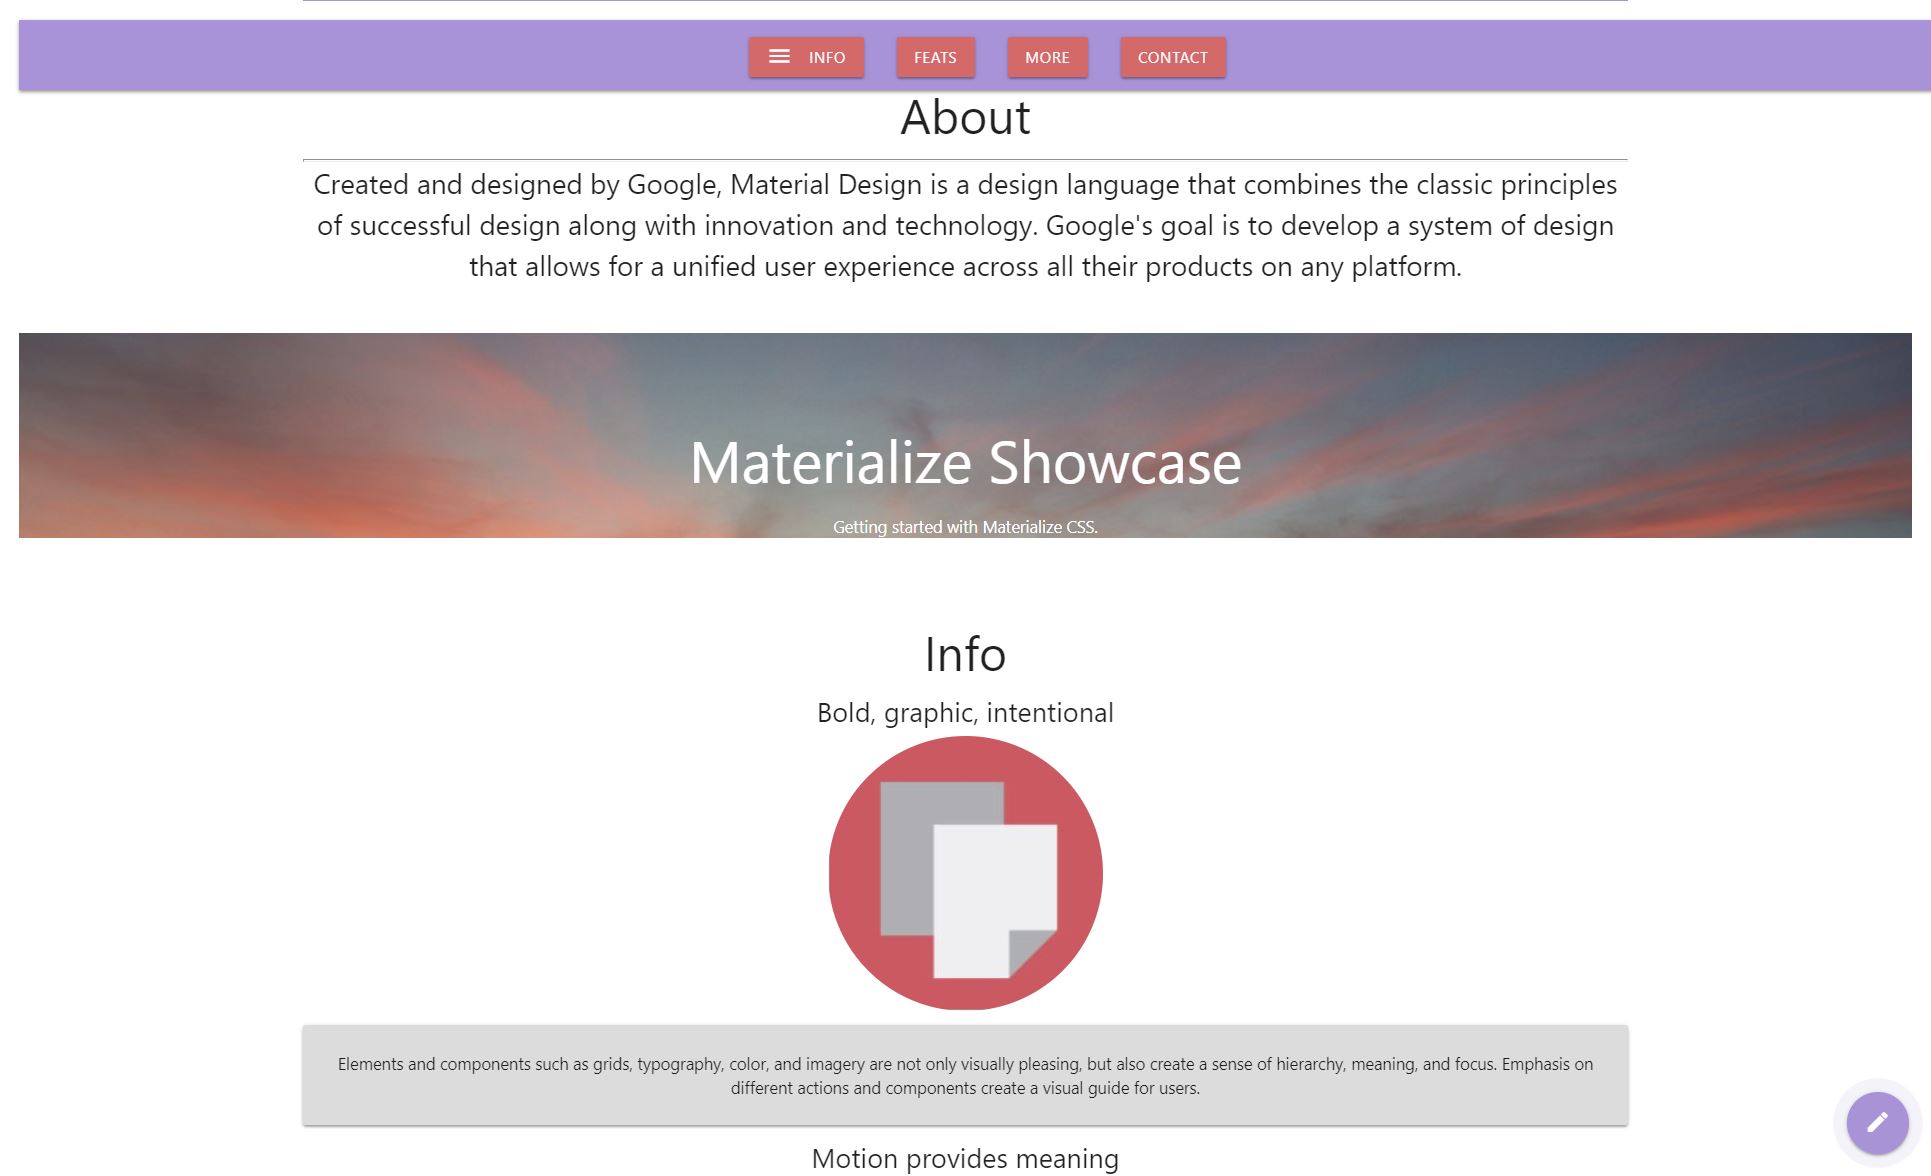 INFO FEATS MORE CONTACT
About
Created and designed by Google, Material Design is a design language that combines the classic principles
of successful design along with innovation and technology. Google's goal is to develop a system of design
that allows for a unified user experience across all their products on any platform.
Materialize Showcase
Getting started with Materialize CSS.
Info
Bold, graphic, intentional
Elements and components such as grids, typography, color, and imagery are not only visually pleasing, but also create a sense of hierarchy, meaning, and focus. Emphasis on
different actions and components create a visual guide for users.
Motion provides meaning